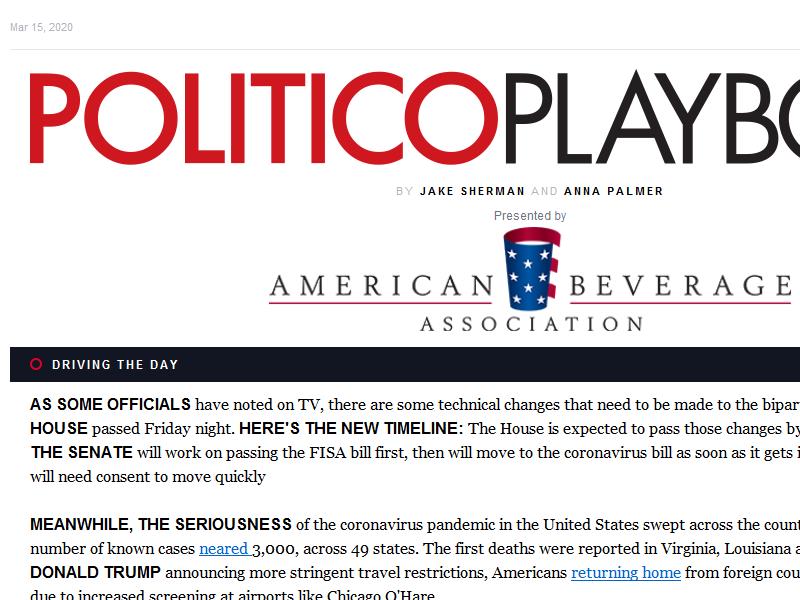 Mar 15, 2020
POLITICOPLAYBO
BY JAKE SHERMAN AND ANNA PALMER
Presented by
AMERICAN BEVERAGE
ASSOCIATION
DRIVING THE DAY
AS SOME OFFICIALS have noted on TV, there are some technical changes that need to be made to the bipar
HOUSE passed Friday night. HERE'S THE NEW TIMELINE: The House is expected to pass those changes by
THE SENATE will work on passing the FISA bill first, then will move to the coronavirus bill as soon as it gets i
will need consent to move quickly
MEANWHILE, THE SERIOUSNESS of the coronavirus pandemic in the United States swept across the count
number of known cases neared 3,000, across 49 states. The first deaths were reported in Virginia, Louisiana a
DONALD TRUMP announcing more stringent travel restrictions, Americans returning home from foreign cou
due to increased screening at airports like Chicago O'Hare